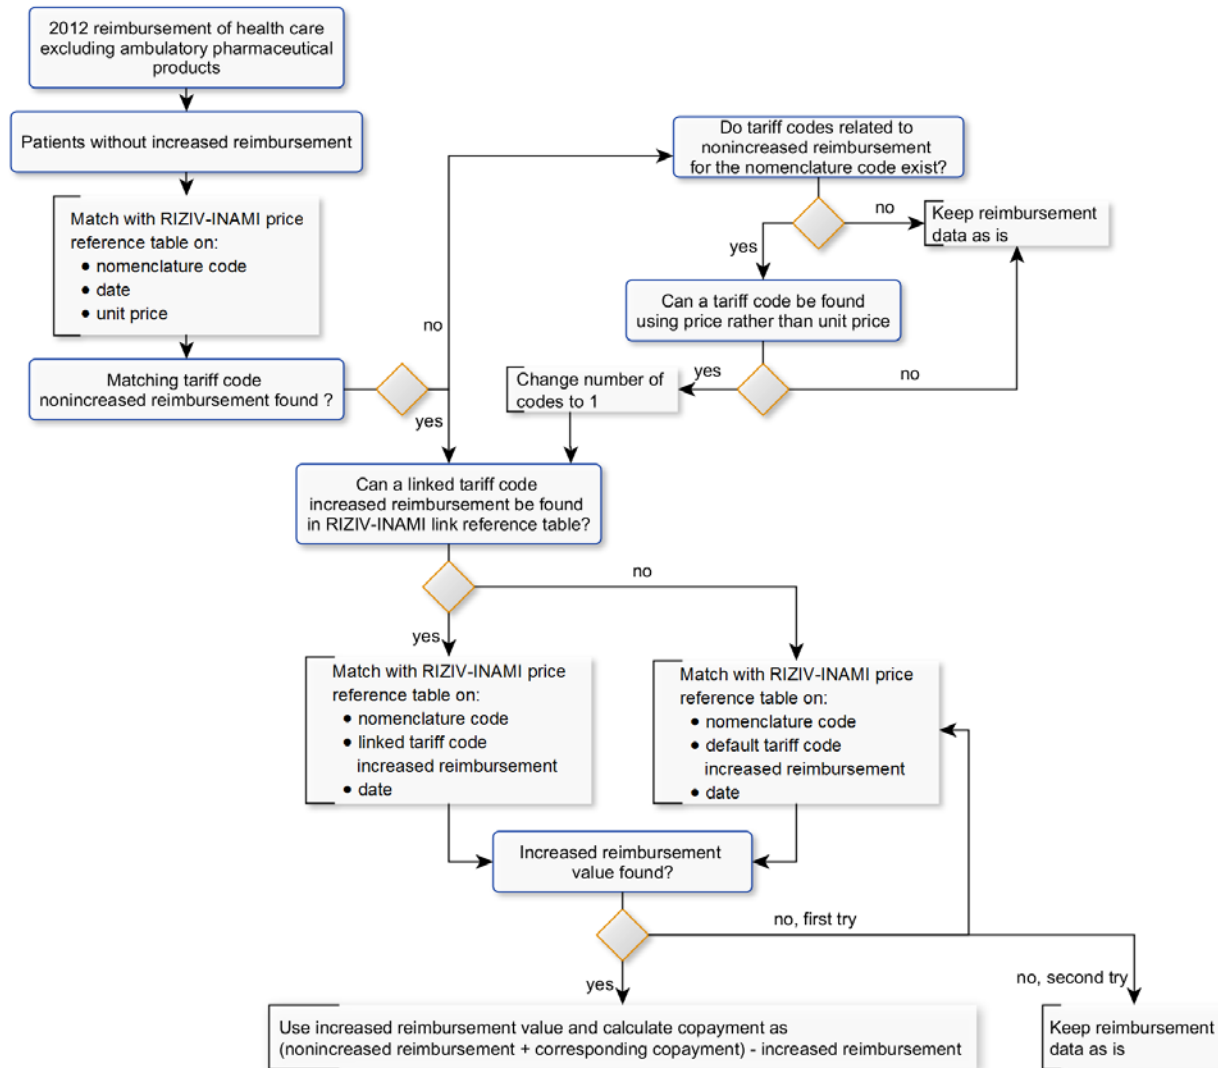 2012 reimbursement of health care
excluding ambulatory pharmaceutical
products
Patients without increased reimbursement
Match with RIZIV-INAMI price
reference table on:
• nomenclature code
• date
• unit price
Matching tariff code
nonincreased reimbursement found ?
no
yes
Do tariff codes related to
nonincreased reimbursement
for the nomenclature code exist?
no
Keep reimbursement
data as is
yes
Can a tariff code be found
using price rather than unit price
yes
no
Change number of
codes to 1
Can a linked tariff code
increased reimbursement be found
in RIZIV-INAMI link reference table?
no
yes
Match with RIZIV-INAMI price
reference table on:
• nomenclature code
• linked tariff code
increased reimbursement
• date
Match with RIZIV-INAMI price
reference table on:
• nomenclature code
• default tariff code
increased reimbursement
• date
Increased reimbursement
value found?
no, first try
yes
no, second try
Use increased reimbursement value and calculate copayment as
(nonincreased reimbursement + corresponding copayment) - increased reimbursement
Keep reimbursement
data as is